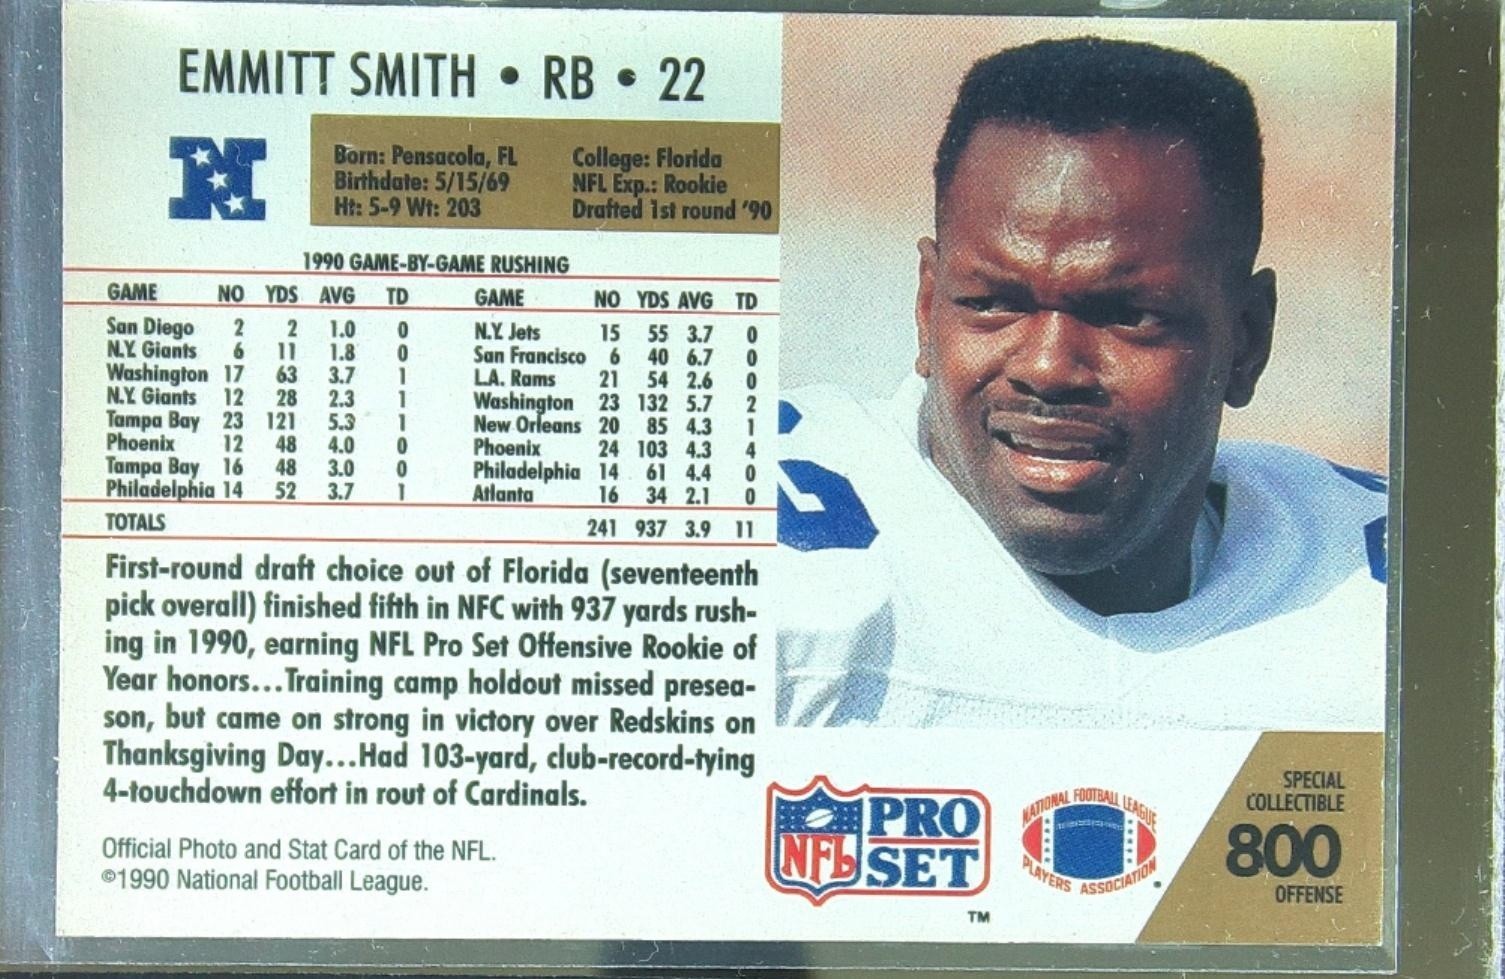 EMMITT SMITH • RB • 22
Born: Pensacola, FL
Birthdate: 5/15/69
Ht: 5-9 Wt: 203
College: Florida
NFL Exp.: Rookie
Drafted 1st round '90
1990 GAME-BY-GAME RUSHING
GAME NO YDS AVG TD
San Diego 2 2 1.0 0
N.Y. Giants 6 11 1.8 0
Washington 17 63 3.7 1
N.Y. Giants 12 28 2.3 1
Tampa Bay 23 121 5.3 1
Phoenix 12 48 4.0 0
Tampa Bay 16 48 3.0 0
Philadelphia 14 52 3.7 1
GAME NO YDS AVG TD
N.Y. Jets 15 55 3.7 0
San Francisco 6 40 6.7 0
L.A. Rams 21 54 2.6 0
Washington 23 132 5.7 2
New Orleans 20 85 4.3 1
Phoenix 24 103 4.3 4
Philadelphia 14 61 4.4 0
Atlanta 16 34 2.1 0
TOTALS 241 937 3.9 11
First-round draft choice out of Florida (seventeenth
pick overall) finished fifth in NFC with 937 yards rush-
ing in 1990, earning NFL Pro Set Offensive Rookie of
Year honors...Training camp holdout missed presea-
son, but came on strong in victory over Redskins on
Thanksgiving Day...Had 103-yard, club-record-tying
4-touchdown effort in rout of Cardinals.
Official Photo and Stat Card of the NFL.
©1990 National Football League.
NFL
PRO
SET
TM
NATIONAL FOOTBALL LEAGUE
PLAYERS ASSOCIATION
SPECIAL
COLLECTIBLE
800
OFFENSE